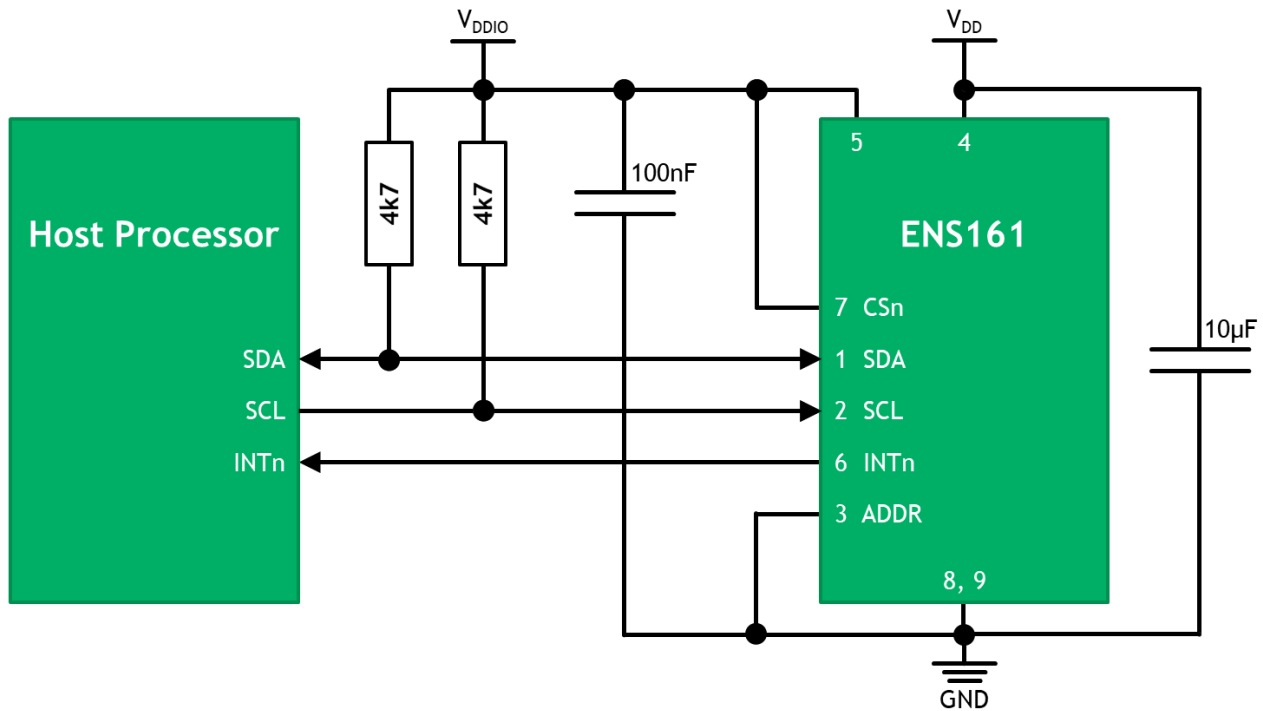 VDDIO
VDD
5
4
4k7
4k7
100nF
Host Processor
ENS161
7 CSn
10µF
SDA
1 SDA
SCL
2 SCL
INTn
6 INTn
3 ADDR
8, 9
GND